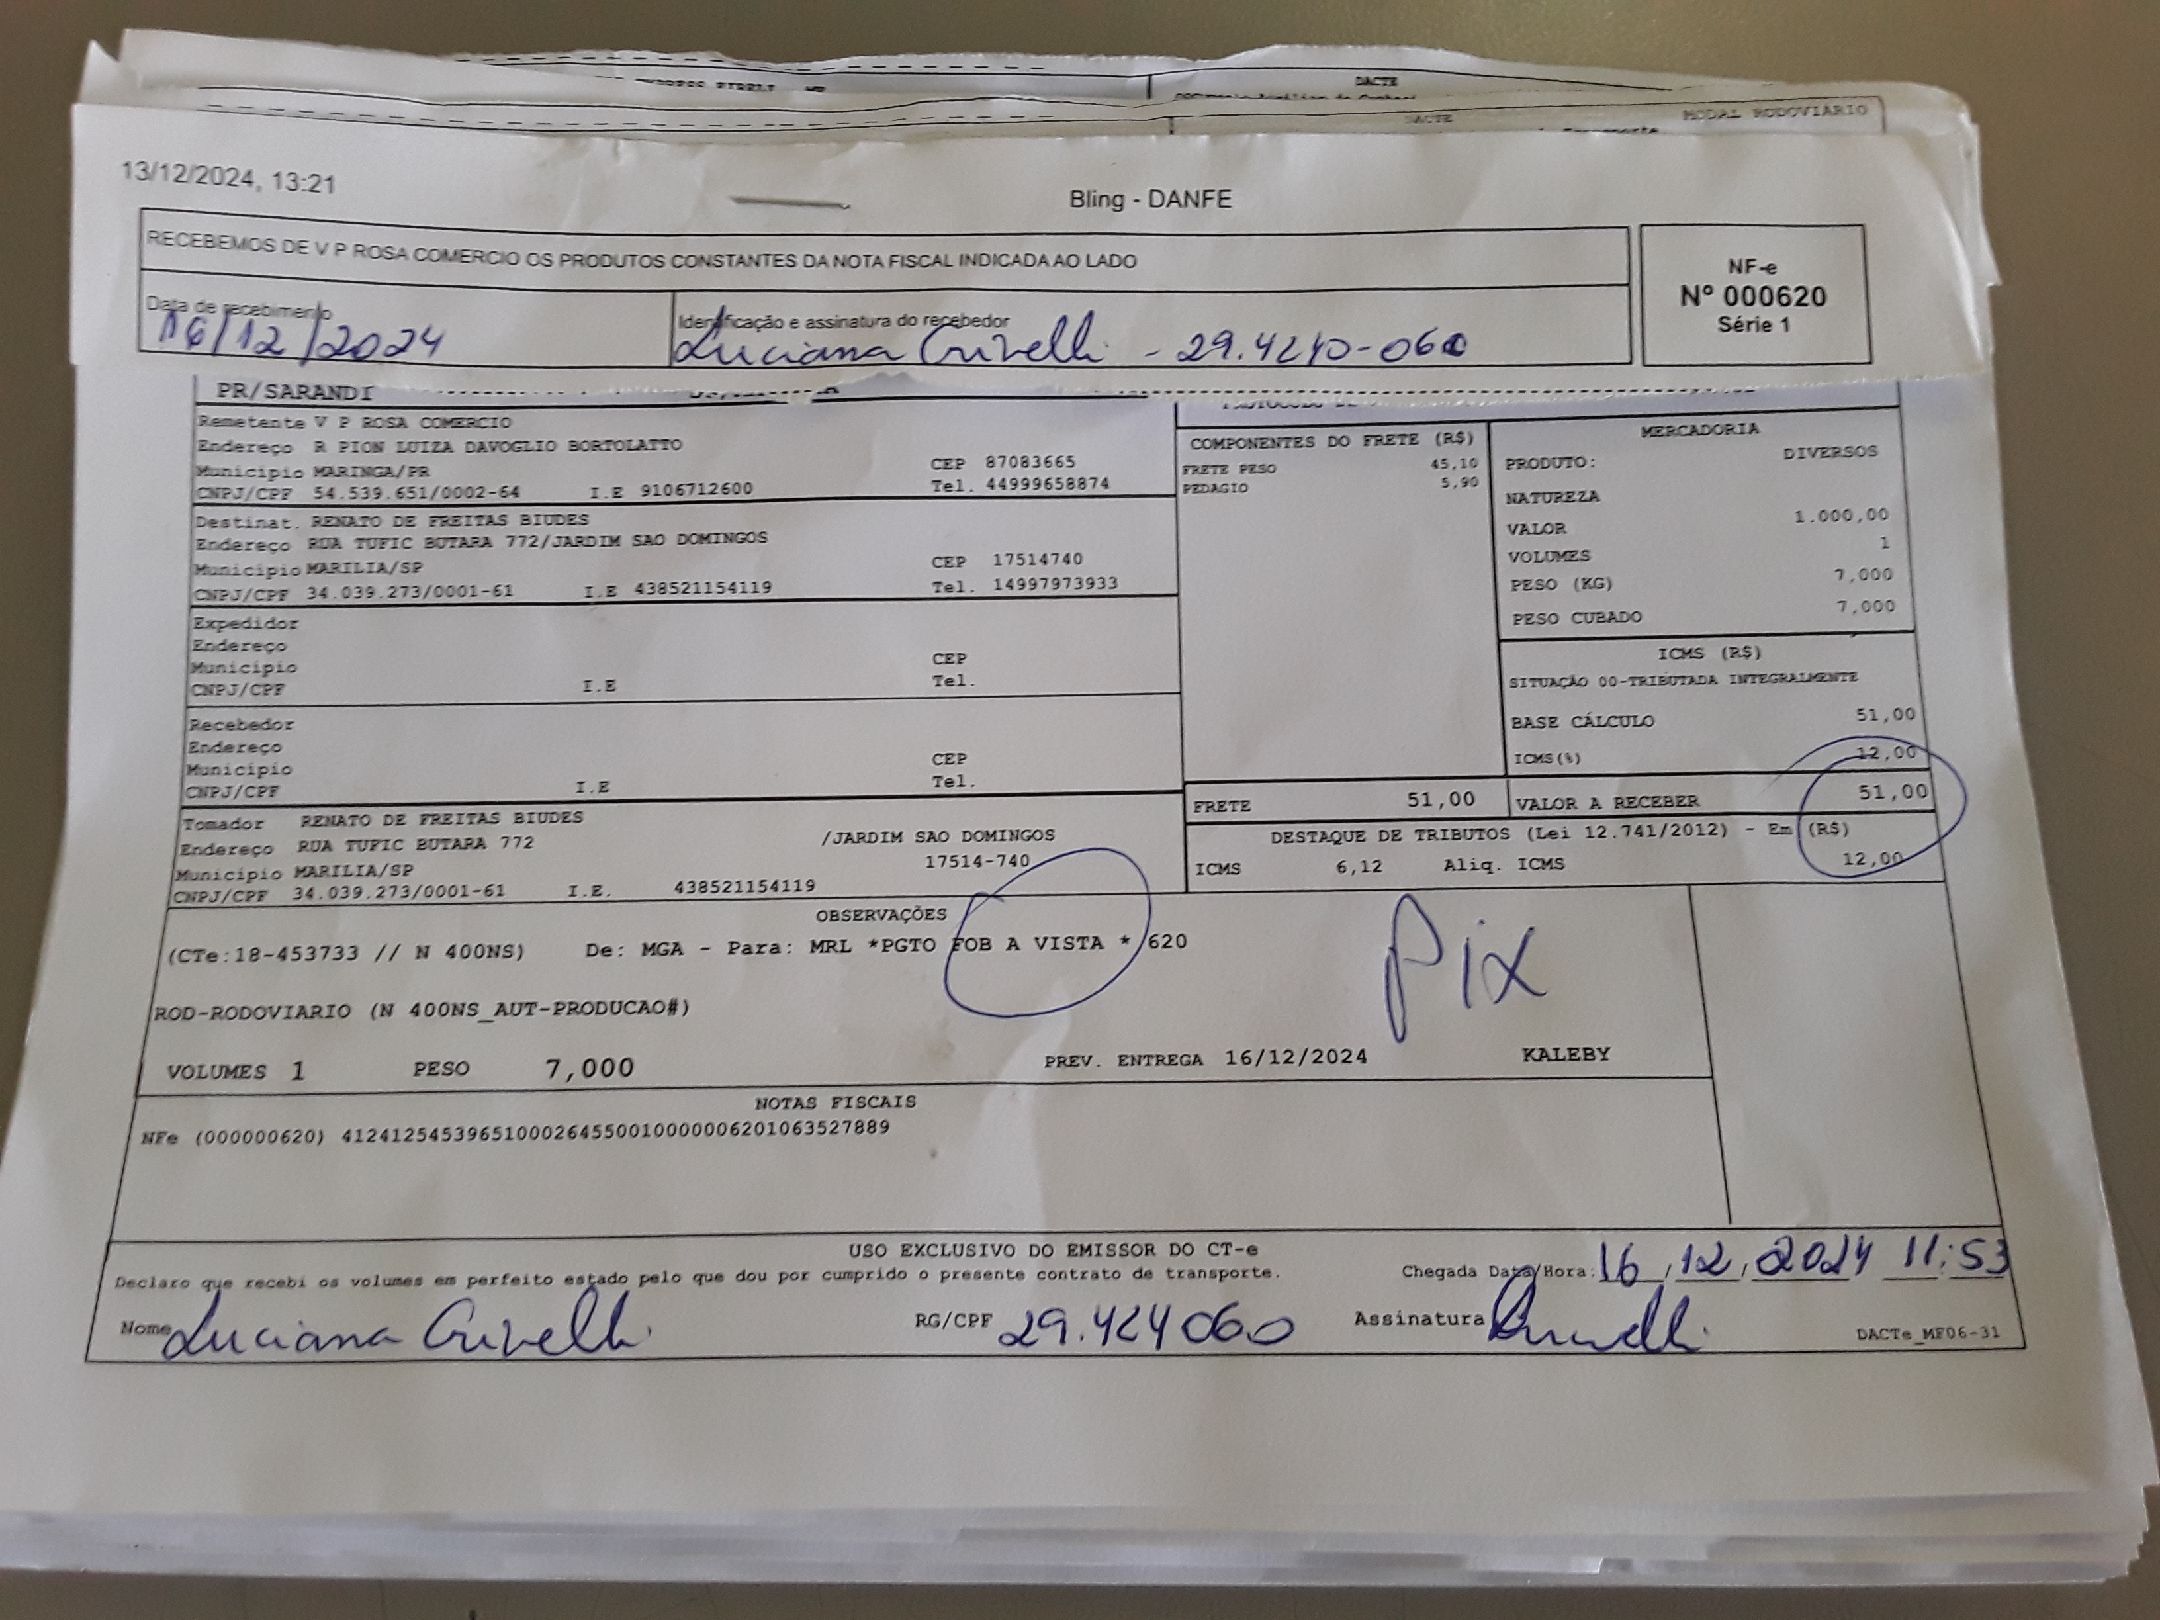 DACTE
DACTE
MODAL RODOVIARIO
13/12/2024, 13:21
Bling - DANFE
RECEBEMOS DE V P ROSA COMERCIO OS PRODUTOS CONSTANTES DA NOTA FISCAL INDICADA AO LADO
NF-e
Nº 000620
Série 1
Data de recebimento
16/12/2024
Identificação e assinatura do recebedor
Luciana Crivelli - 29.4240-060
PR/SARANDI
Remetente V P ROSA COMERCIO
Endereço R PION LUIZA DAVOGLIO BORTOLATTO
Município MARINGA/PR CEP 87083665
CNPJ/CPF 54.539.651/0002-64 I.E 9106712600 Tel. 44999658874
Destinat. RENATO DE FREITAS BIUDES
Endereço RUA TUFIC BUTARA 772/JARDIM SAO DOMINGOS
Município MARILIA/SP CEP 17514740
CNPJ/CPF 34.039.273/0001-61 I.E 438521154119 Tel. 14997973933
Expedidor
Endereço
Município CEP
CNPJ/CPF I.E Tel.
Recebedor
Endereço
Município CEP
CNPJ/CPF I.E Tel.
Tomador RENATO DE FREITAS BIUDES
Endereço RUA TUFIC BUTARA 772 /JARDIM SAO DOMINGOS
Município MARILIA/SP 17514-740
CNPJ/CPF 34.039.273/0001-61 I.E. 438521154119
COMPONENTES DO FRETE (R$)
FRETE PESO 45,10
PEDAGIO 5,90
MERCADORIA
PRODUTO: DIVERSOS
NATUREZA
VALOR 1.000,00
VOLUMES 1
PESO (KG) 7,000
PESO CUBADO 7,000
ICMS (R$)
SITUAÇÃO 00-TRIBUTADA INTEGRALMENTE
BASE CÁLCULO 51,00
ICMS(%) 12,00
FRETE 51,00 VALOR A RECEBER 51,00
DESTAQUE DE TRIBUTOS (Lei 12.741/2012) - Em (R$)
ICMS 6,12 Aliq. ICMS 12,00
OBSERVAÇÕES
(CTe:18-453733 // N 400NS) De: MGA - Para: MRL *PGTO FOB A VISTA * 620
Pix
ROD-RODOVIARIO (N 400NS_AUT-PRODUCAO#)
VOLUMES 1 PESO 7,000 PREV. ENTREGA 16/12/2024 KALEBY
NOTAS FISCAIS
NFe (000000620) 41241254539651000264550010000006201063527889
USO EXCLUSIVO DO EMISSOR DO CT-e
Declaro que recebi os volumes em perfeito estado pelo que dou por cumprido o presente contrato de transporte. Chegada Data/Hora: 16,12,2024 11:53
Nome Luciana Crivelli RG/CPF 29.424060 Assinatura Crivelli
DACTe_MF06-31